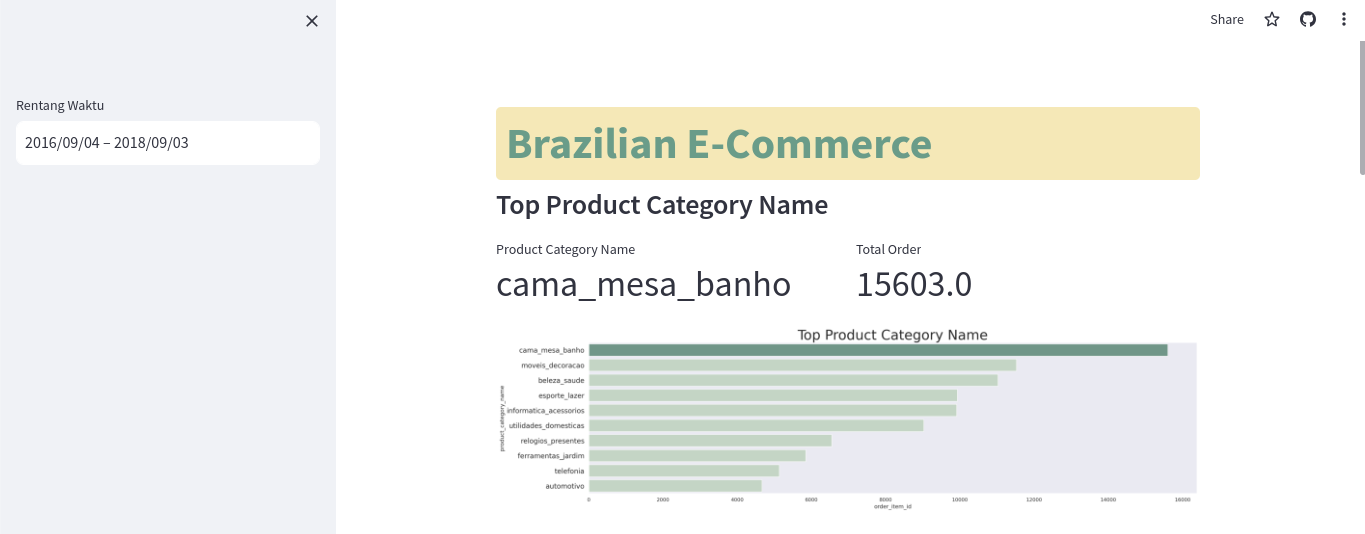 Share
Rentang Waktu
2016/09/04 – 2018/09/03
Brazilian E-Commerce
Top Product Category Name
Product Category Name
Total Order
cama_mesa_banho
15603.0
Top Product Category Name
product_category_name
cama_mesa_banho
moveis_decoracao
beleza_saude
esporte_lazer
informatica_acessorios
utilidades_domesticas
relogios_presentes
ferramentas_jardim
telefonia
automotivo
0 2000 4000 6000 8000 10000 12000 14000 16000
order_item_id